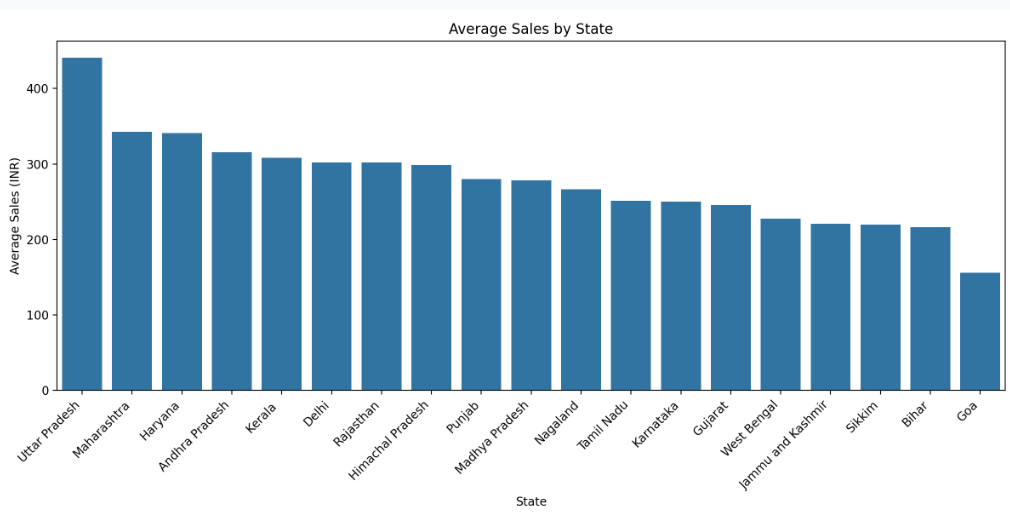 Average Sales by State
Average Sales (INR)
400
300
200
100
0
Uttar Pradesh
Maharashtra
Haryana
Andhra Pradesh
Kerala
Delhi
Rajasthan
Himachal Pradesh
Punjab
Madhya Pradesh
Nagaland
Tamil Nadu
Karnataka
Gujarat
West Bengal
Jammu and Kashmir
Sikkim
Bihar
Goa
State